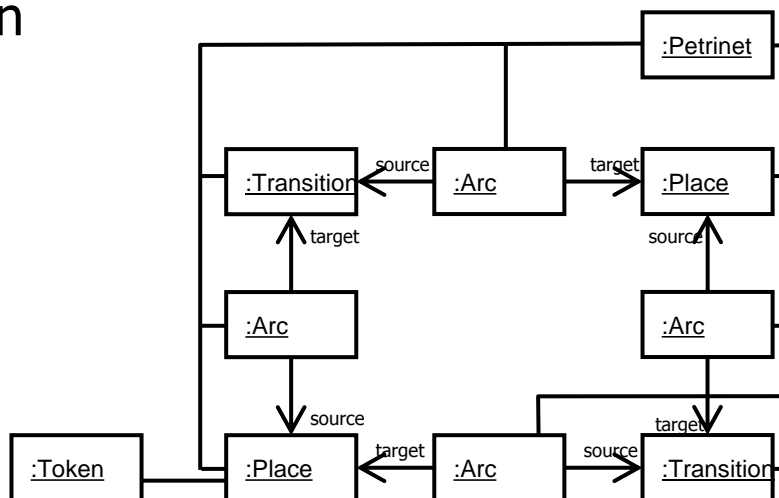 n
:Petrinet
:Transition
source
:Arc
target
:Place
target
source
:Arc
:Arc
source
target
:Token
:Place
target
:Arc
source
:Transition